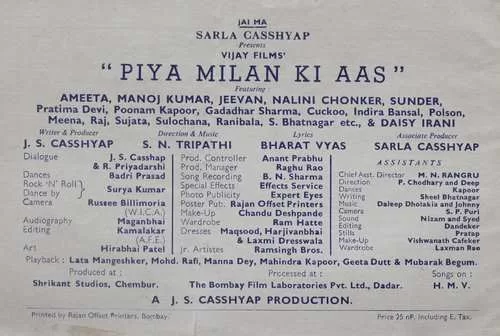 JAI MA
SARLA CASSHYAP
Presents
VIJAY FILMS'
"PIYA MILAN KI AAS"
Featuring
AMEETA, MANOJ KUMAR, JEEVAN, NALINI CHONKER, SUNDER,
Pratima Devi, Poonam Kapoor, Gadadhar Sharma, Cuckoo, Indira Bansal, Polson,
Meena, Raj, Sujata, Sulochana, Ranibala, S. Bhatnagar etc., & DAISY IRANI
Writer & Producer Direction & Music Lyrics Associate Producer
J. S. CASSHYAP S. N. TRIPATHI BHARAT VYAS SARLA CASSHYAP
Dialogue J. S. Casshap
& R. Priyadarshi
Dances Badri Prasad
Rock 'N' Roll
Dance by } Surya Kumar
Camera Rusee Billimoria
(W.I.C.A.)
Audiography Maganbhai
Editing Kamalakar
(A.F.E.)
Art Hirabhai Patel
Prod. Controller Anant Prabhu
Prod. Manager Raghu Rao
Song Recording B. N. Sharma
Special Effects Effects Service
Photo Publicity Expert Eyes
Poster Pub. Rajan Offset Printers
Make-Up Chandu Deshpande
Wardrobe Ram Hatte
Dresses Maqsood, Harjivanbhai
& Laxmi Dresswala
Jr. Artistes Ramsingh Bros.
ASSISTANTS
Chief Asst. Director M. N. RANGRU
Direction P. Chowdhary and Deep
Dances Kapoor
Writer Sheel Bhatnagar
Music Daleep Dholakia and Johnny
Camera S. P. Puri
Sound Nizam and Syed
Editing Dandeker
Stills Pratap
Make-Up Vishwanath Cafeker
Wardrobe Laxman Rao
Playback : Lata Mangeshker, Mohd. Rafi, Manna Dey, Mahindra Kapoor, Geeta Dutt & Mubarak Begum.
Produced at : Processed at : Songs on :
Shrikant Studios, Chembur. The Bombay Film Laboratories Pvt. Ltd., Dadar. H. M. V.
A J. S. CASSHYAP PRODUCTION.
Printed by Rajan Offset Printers, Bombay. Price 25 nP. Including E. Tax.